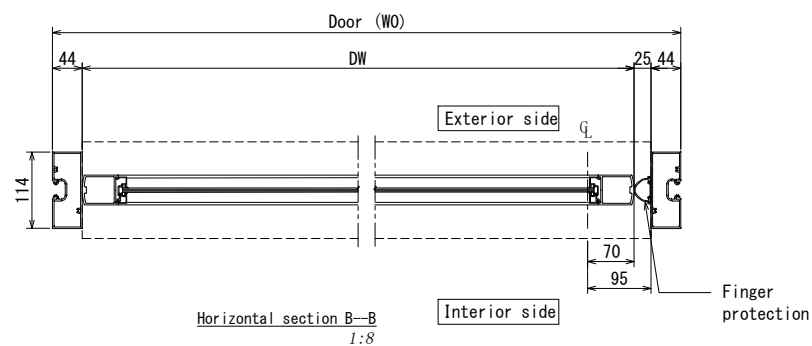 Door (WO)
44
DW
25
44
Exterior side
℄
114
70
95
Finger
protection
Interior side
Horizontal section B--B
1:8